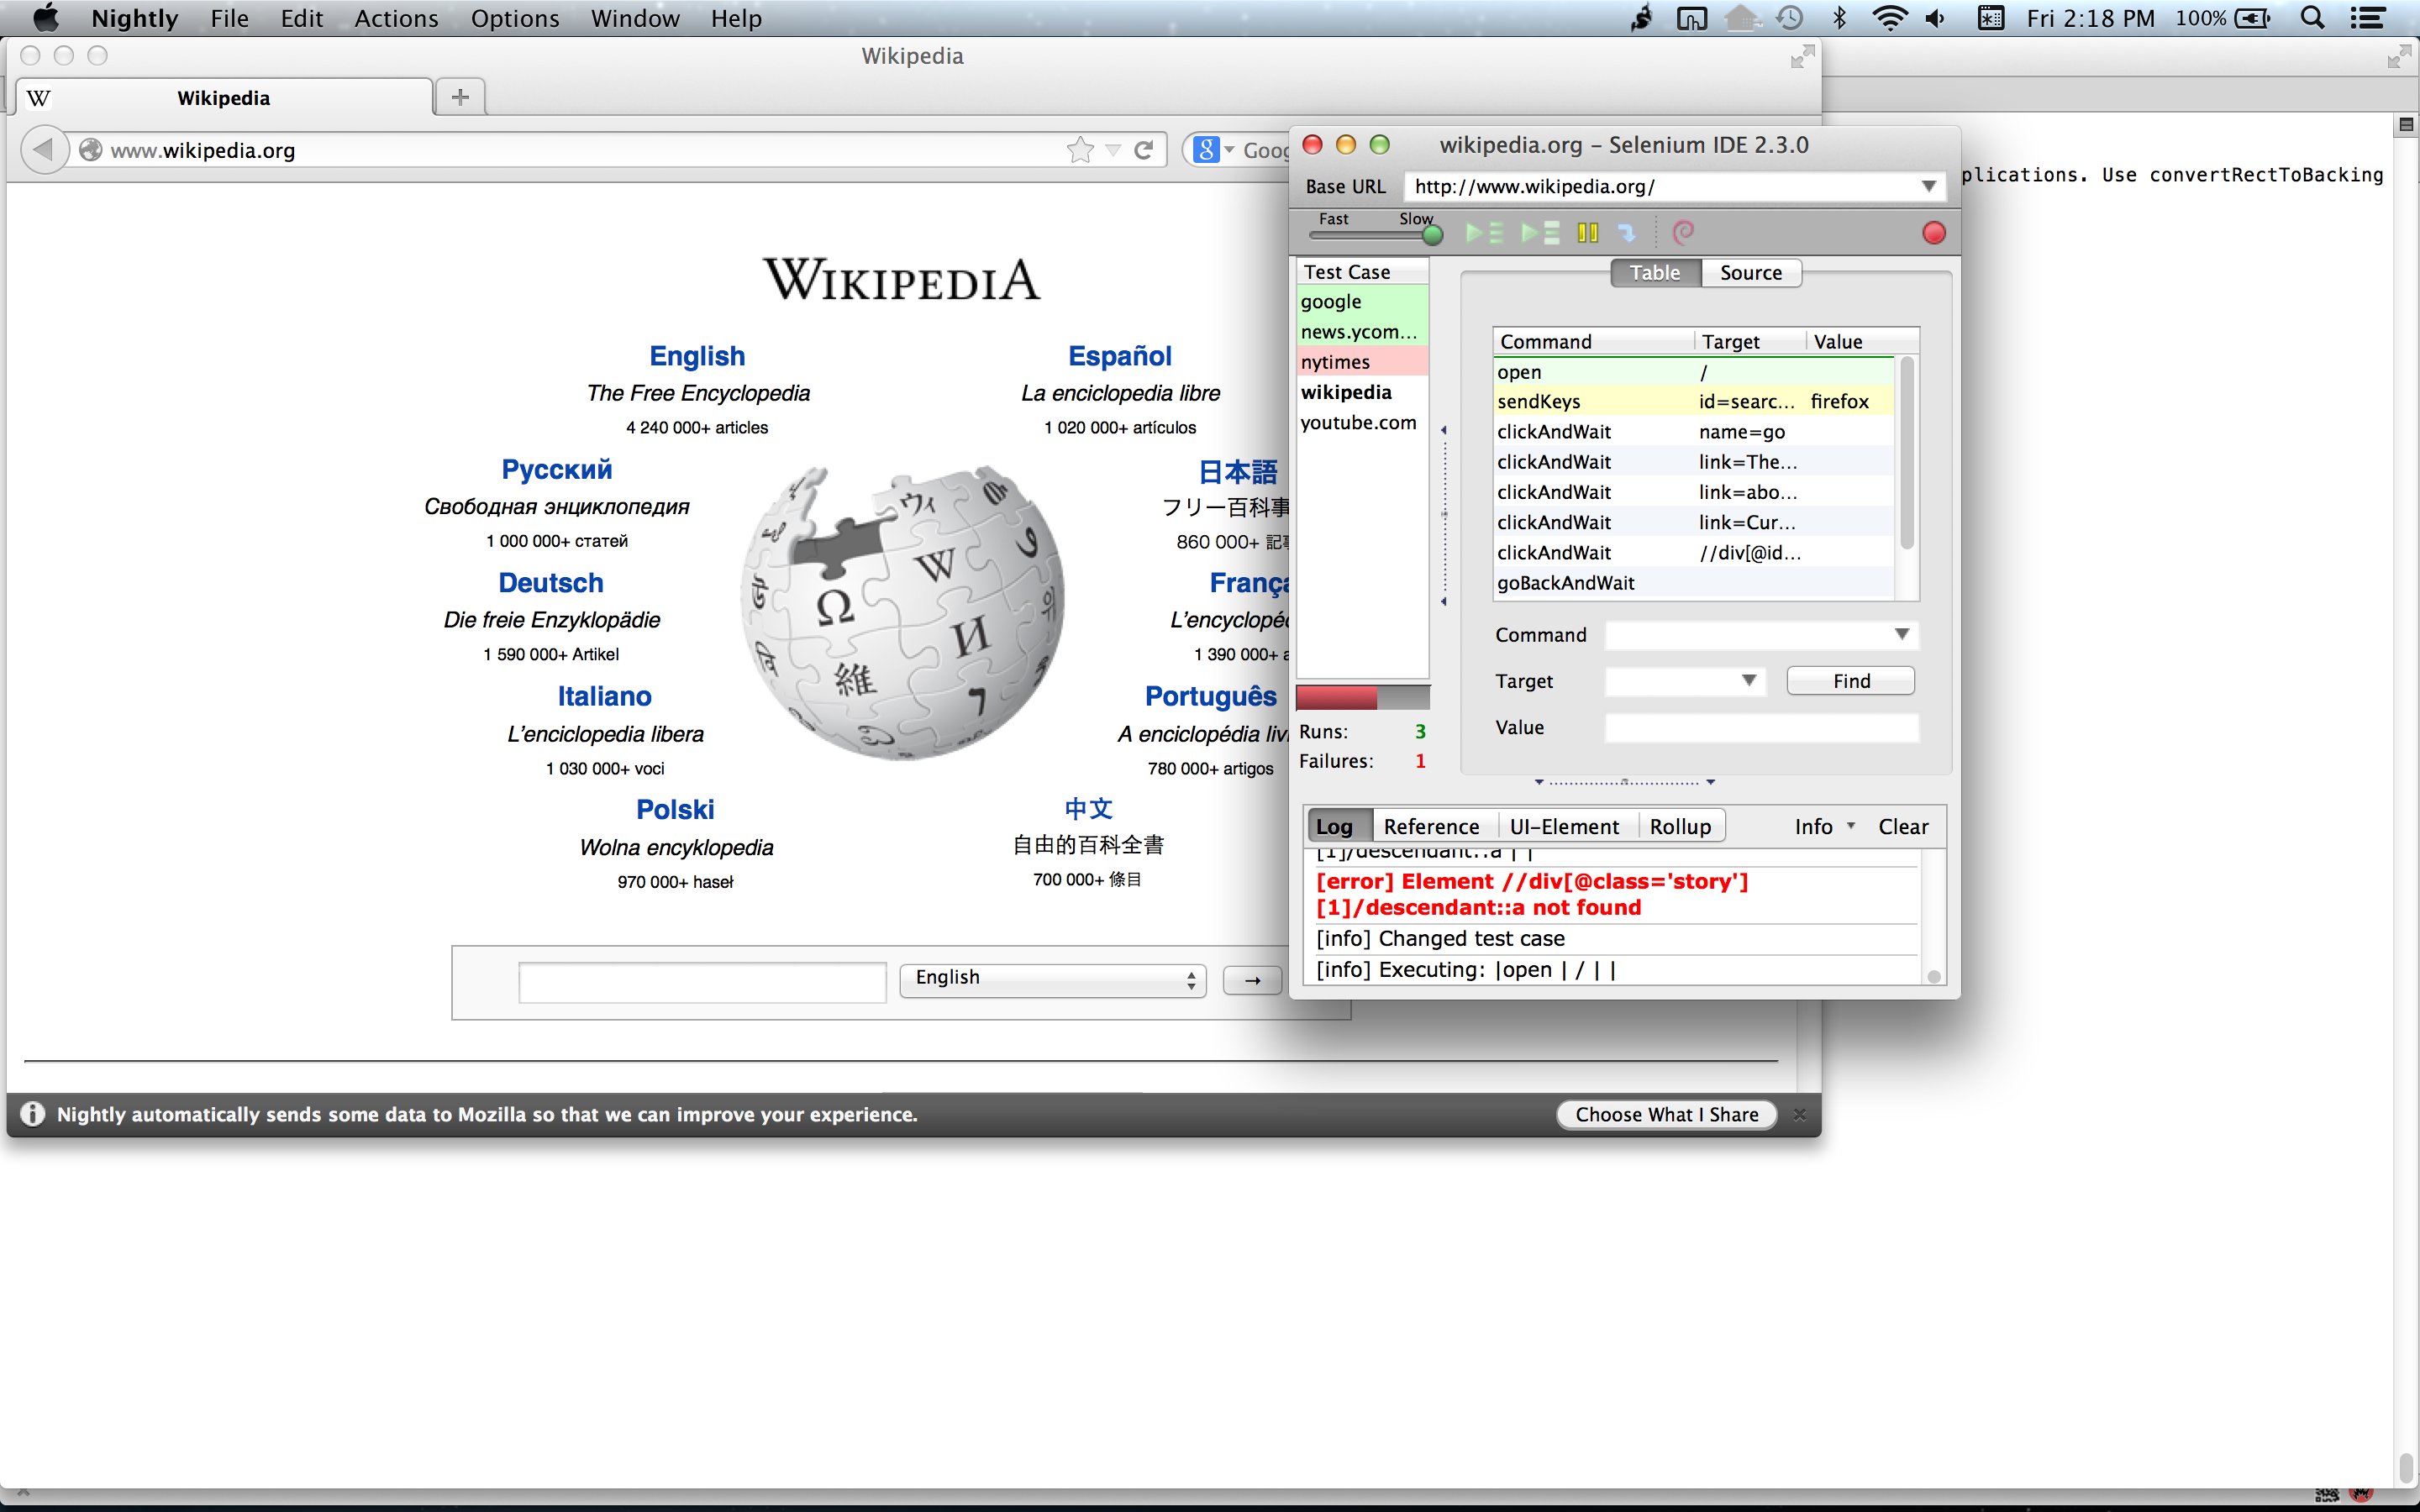 Nightly File Edit Actions Options Window Help
Fri 2:18 PM 100%
Wikipedia
W Wikipedia
www.wikipedia.org
g Goog
WIKIPEDIA
English
The Free Encyclopedia
4 240 000+ articles
Español
La enciclopedia libre
1 020 000+ artículos
Русский
Свободная энциклопедия
1 000 000+ статей
日本語
フリー百科事
860 000+ 記
Deutsch
Die freie Enzyklopädie
1 590 000+ Artikel
França
L'encyclopéd
1 390 000+ a
Italiano
L'enciclopedia libera
1 030 000+ voci
Português
A enciclopédia liv
780 000+ artigos
Polski
Wolna encyklopedia
970 000+ haseł
中文
自由的百科全書
700 000+ 條目
Ω W И 維 ウィ 7
English →
Nightly automatically sends some data to Mozilla so that we can improve your experience.
Choose What I Share
wikipedia.org – Selenium IDE 2.3.0
Base URL http://www.wikipedia.org/
Fast Slow
Test Case
google
news.ycom...
nytimes
wikipedia
youtube.com
Runs: 3
Failures: 1
Table Source
Command Target Value
open /
sendKeys id=searc... firefox
clickAndWait name=go
clickAndWait link=The...
clickAndWait link=abo...
clickAndWait link=Cur...
clickAndWait //div[@id...
goBackAndWait
Command
Target Find
Value
Log Reference UI-Element Rollup Info Clear
[1]/descendant::a | |
[error] Element //div[@class='story']
[1]/descendant::a not found
[info] Changed test case
[info] Executing: |open | / | |
plications. Use convertRectToBacking